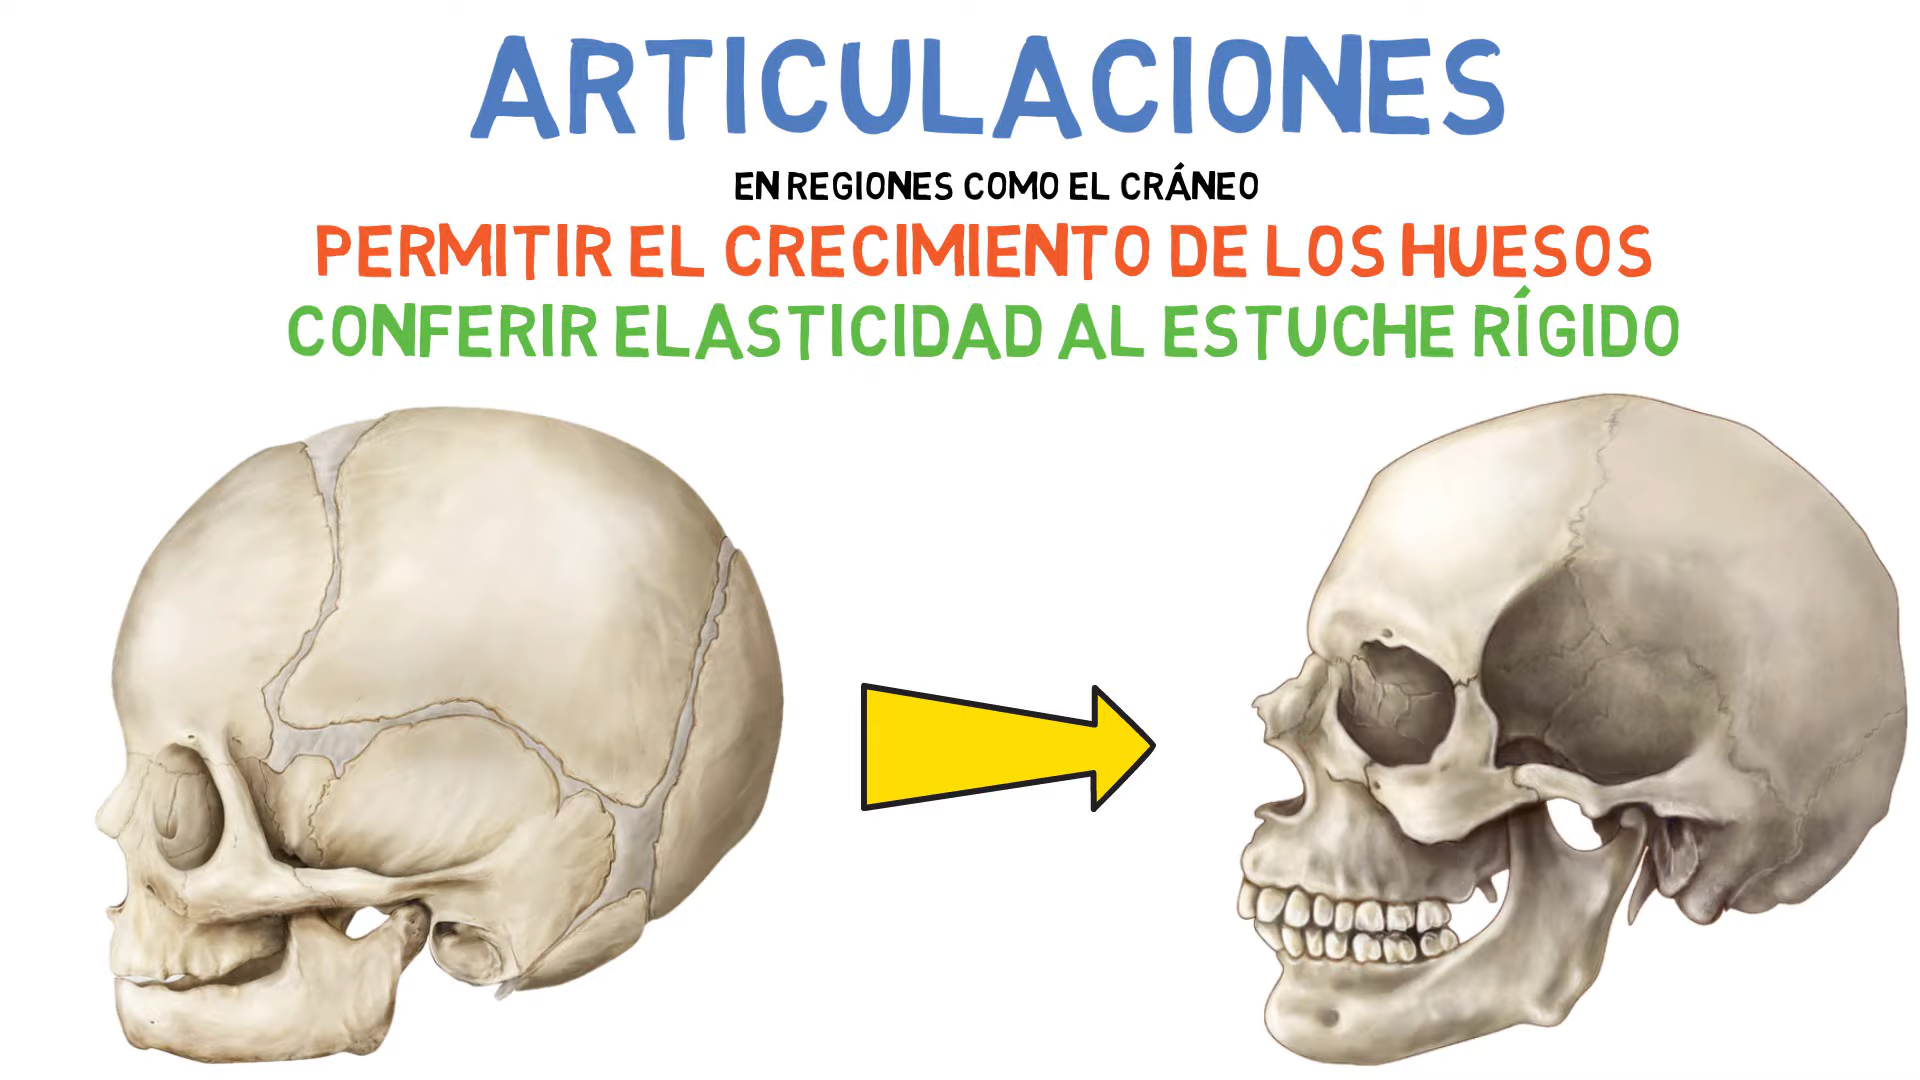 ARTICULACIONES
EN REGIONES COMO EL CRÁNEO
PERMITIR EL CRECIMIENTO DE LOS HUESOS
CONFERIR ELASTICIDAD AL ESTUCHE RÍGIDO